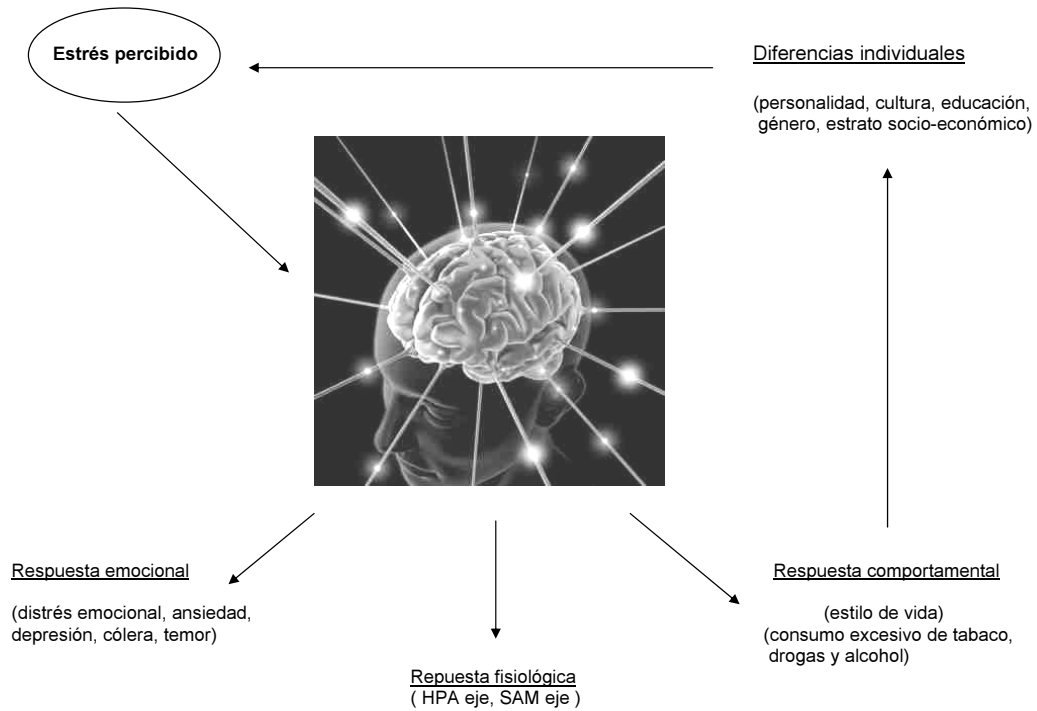 Estrés percibido
Diferencias individuales
(personalidad, cultura, educación,
género, estrato socio-económico)
Respuesta emocional
(distrés emocional, ansiedad,
depresión, cólera, temor)
Repuesta fisiológica
( HPA eje, SAM eje )
Respuesta comportamental
(estilo de vida)
(consumo excesivo de tabaco,
drogas y alcohol)